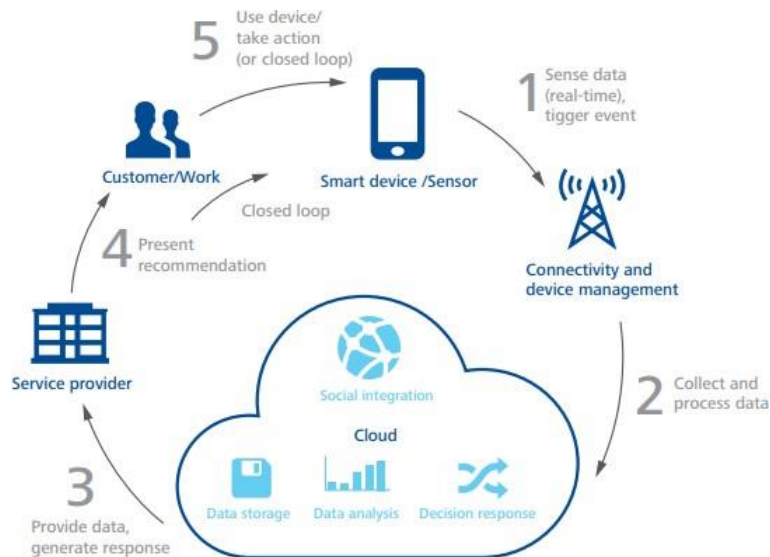 5
Use device/
take action
(or closed loop)
1
Sense data
(real-time),
tigger event
Customer/Work
Smart device /Sensor
Closed loop
4
Present
recommendation
Connectivity and
device management
Service provider
Social integration
2
Collect and
process data
Cloud
Data storage
Data analysis
Decision response
3
Provide data,
generate response